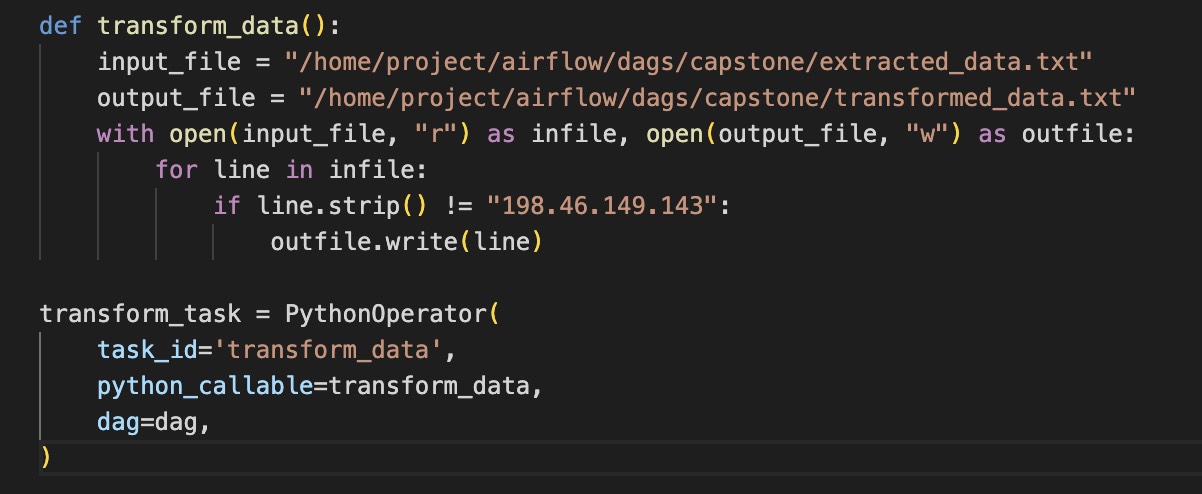 def transform_data():
    input_file = "/home/project/airflow/dags/capstone/extracted_data.txt"
    output_file = "/home/project/airflow/dags/capstone/transformed_data.txt"
    with open(input_file, "r") as infile, open(output_file, "w") as outfile:
        for line in infile:
            if line.strip() != "198.46.149.143":
                outfile.write(line)

transform_task = PythonOperator(
    task_id='transform_data',
    python_callable=transform_data,
    dag=dag,
)